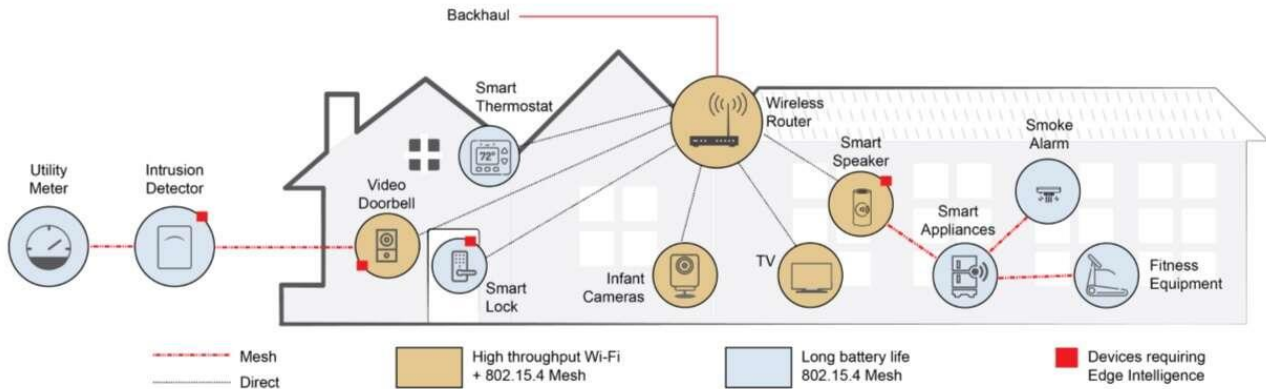 Backhaul
Smart
Thermostat
Wireless
Router
Smoke
Alarm
Smart
Speaker
Utility
Meter
Intrusion
Detector
Video
Doorbell
72°
Smart
Appliances
Smart
Lock
Infant
Cameras
TV
Fitness
Equipment
Mesh
Direct
High throughput Wi-Fi
+ 802.15.4 Mesh
Long battery life
802.15.4 Mesh
Devices requiring
Edge Intelligence